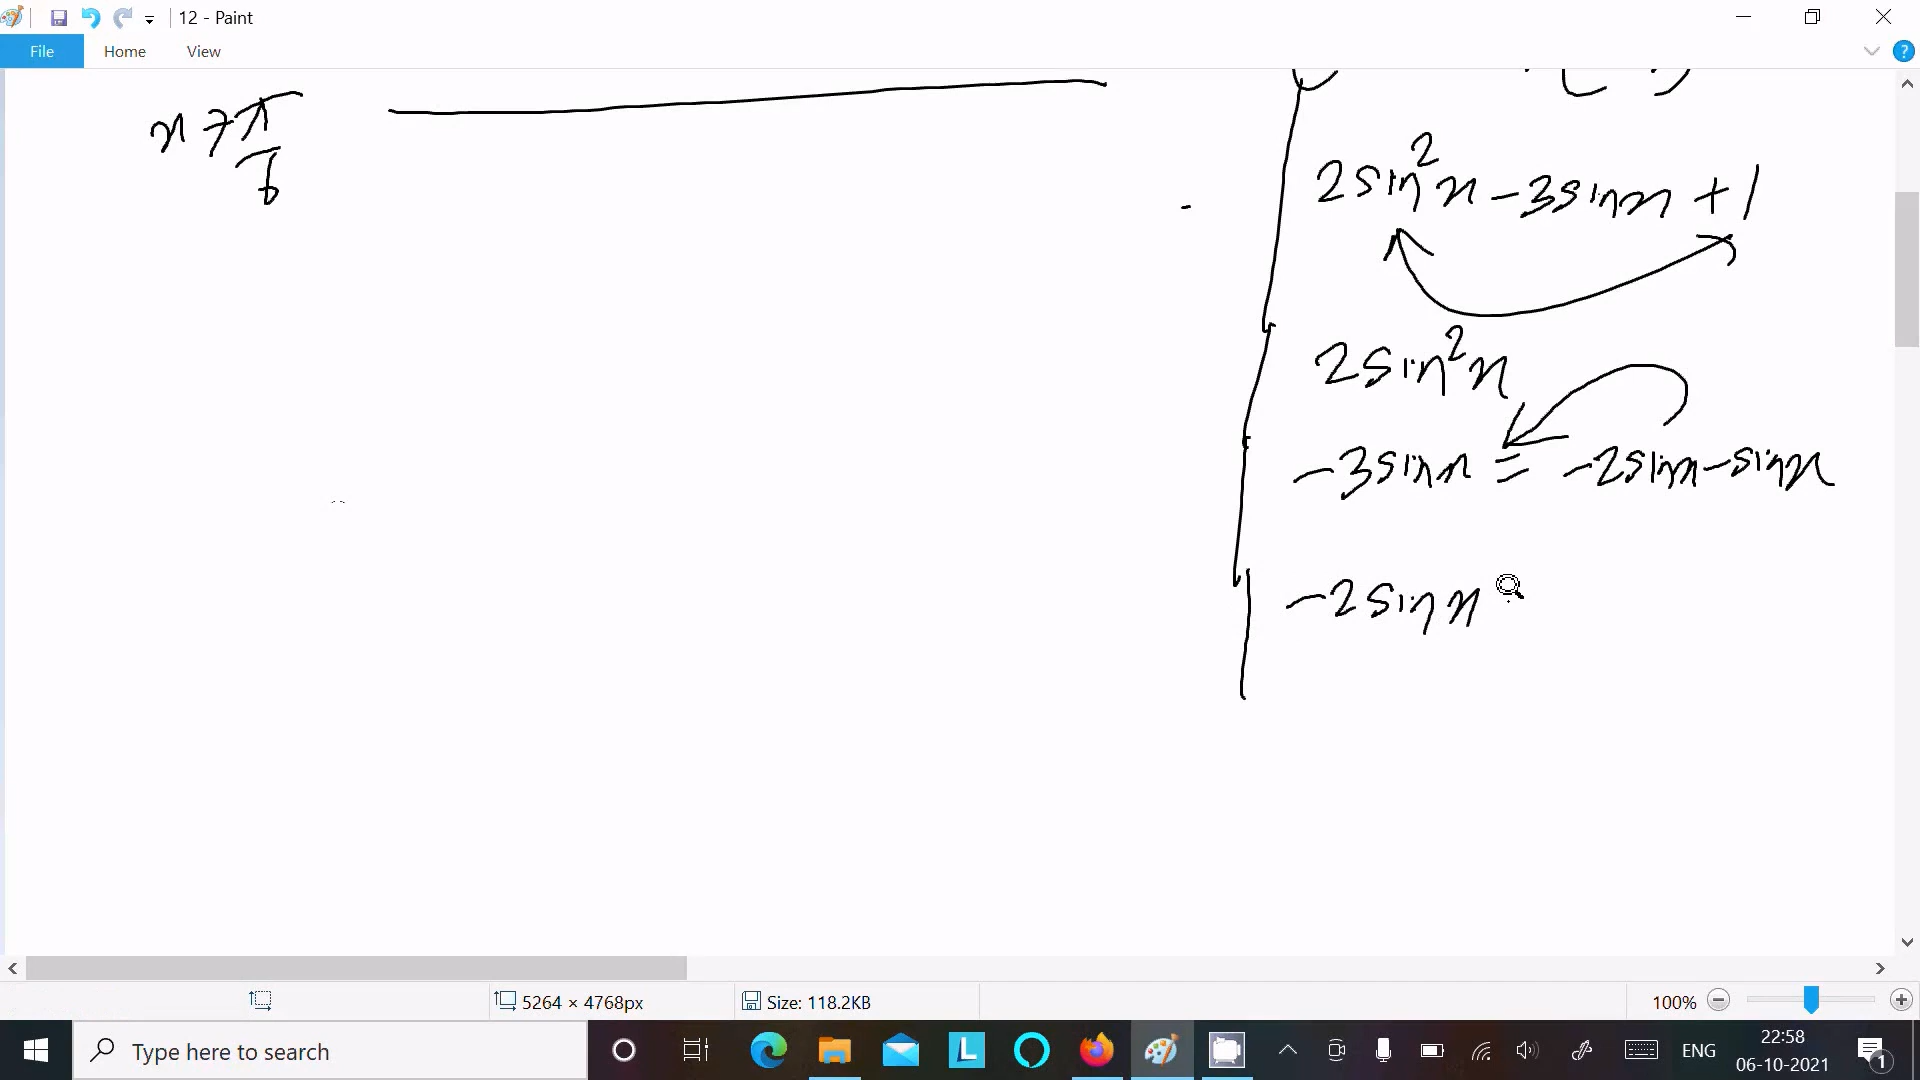 12 - Paint
File Home View
x → π
6
2sin²x - 3sinx + 1
2sin²x
-3sinx = -2sinx - sinx
-2sinx
5264 × 4768px
Size: 118.2KB
100%
Type here to search
L
ENG
22:58
06-10-2021
1